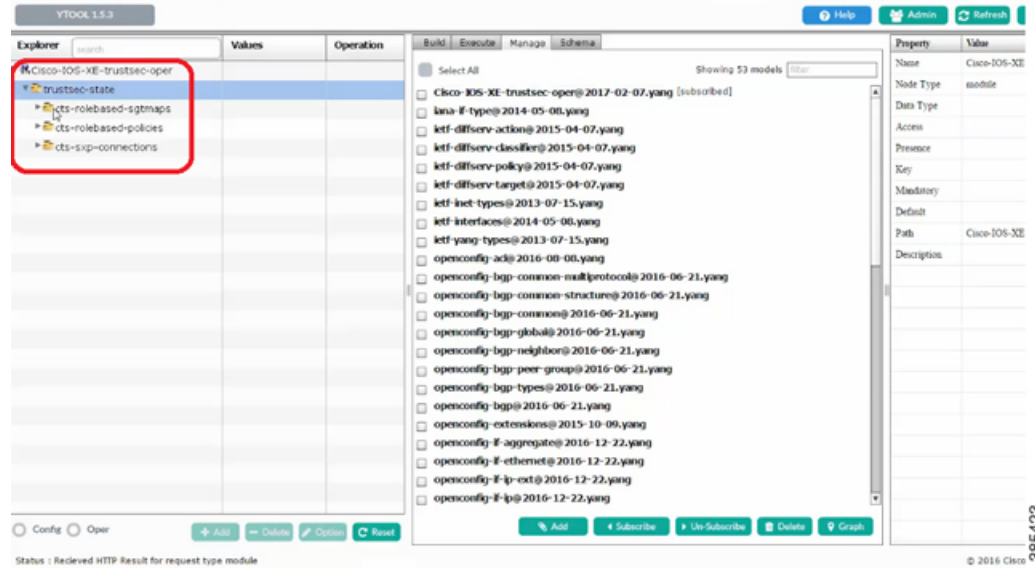 YTOOL 1.5.3
Help
Admin
Refresh
Explorer
search
Values
Operation
Cisco-IOS-XE-trustsec-oper
trustsec-state
cts-rolebased-sgtmaps
cts-rolebased-policies
cts-sxp-connections
Config
Oper
Add
Delete
Option
Reset
Build
Execute
Manage
Schema
Select All
Showing 53 models
filter
Cisco-IOS-XE-trustsec-oper@2017-02-07.yang [subscribed]
iana-if-type@2014-05-08.yang
ietf-diffserv-action@2015-04-07.yang
ietf-diffserv-classifier@2015-04-07.yang
ietf-diffserv-policy@2015-04-07.yang
ietf-diffserv-target@2015-04-07.yang
ietf-inet-types@2013-07-15.yang
ietf-interfaces@2014-05-08.yang
ietf-yang-types@2013-07-15.yang
openconfig-acl@2016-08-08.yang
openconfig-bgp-common-multiprotocol@2016-06-21.yang
openconfig-bgp-common-structure@2016-06-21.yang
openconfig-bgp-common@2016-06-21.yang
openconfig-bgp-global@2016-06-21.yang
openconfig-bgp-neighbor@2016-06-21.yang
openconfig-bgp-peer-group@2016-06-21.yang
openconfig-bgp-types@2016-06-21.yang
openconfig-bgp@2016-06-21.yang
openconfig-extensions@2015-10-09.yang
openconfig-if-aggregate@2016-12-22.yang
openconfig-if-ethernet@2016-12-22.yang
openconfig-if-ip-ext@2016-12-22.yang
openconfig-if-ip@2016-12-22.yang
Add
Subscribe
Un-Subscribe
Delete
Graph
Property Value
Name Cisco-IOS-XE
Node Type module
Data Type
Access
Presence
Key
Mandatory
Default
Path Cisco-IOS-XE
Description
Status : Recieved HTTP Result for request type module
© 2016 Cisco